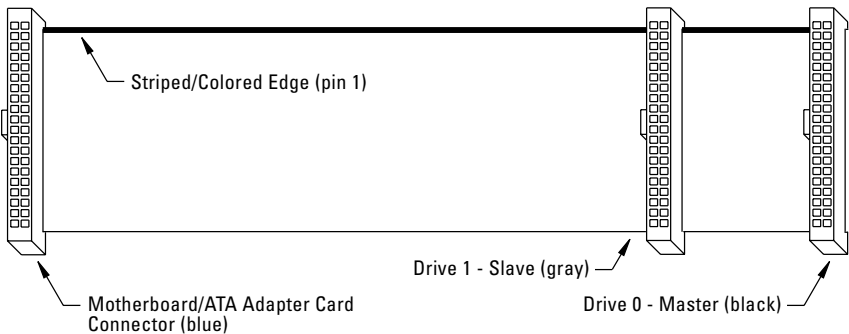 Striped/Colored Edge (pin 1)
Drive 1 - Slave (gray)
Motherboard/ATA Adapter Card
Connector (blue)
Drive 0 - Master (black)